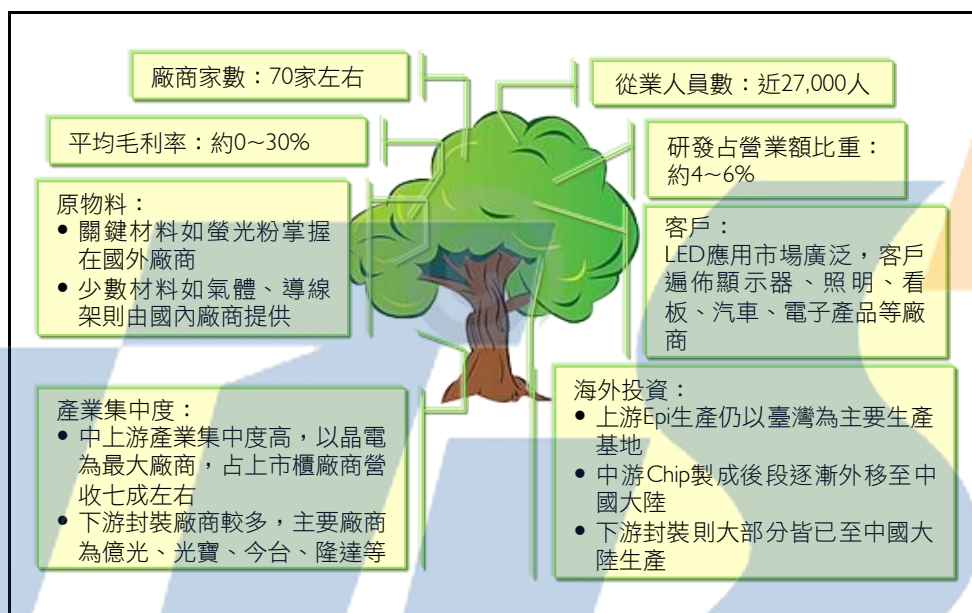 廠商家數：70家左右
從業人員數：近27,000人
平均毛利率：約0~30%
研發占營業額比重：
約4~6%
原物料：
• 關鍵材料如螢光粉掌握
在國外廠商
• 少數材料如氣體、導線
架則由國內廠商提供
客戶：
LED應用市場廣泛，客戶
遍佈顯示器、照明、看
板、汽車、電子產品等廠
商
產業集中度：
• 中上游產業集中度高，以晶電
為最大廠商，占上市櫃廠商營
收七成左右
• 下游封裝廠商較多，主要廠商
為億光、光寶、今台、隆達等
海外投資：
• 上游Epi生產仍以臺灣為主要生產
基地
• 中游Chip製成後段逐漸外移至中
國大陸
• 下游封裝則大部分皆已至中國大
陸生產